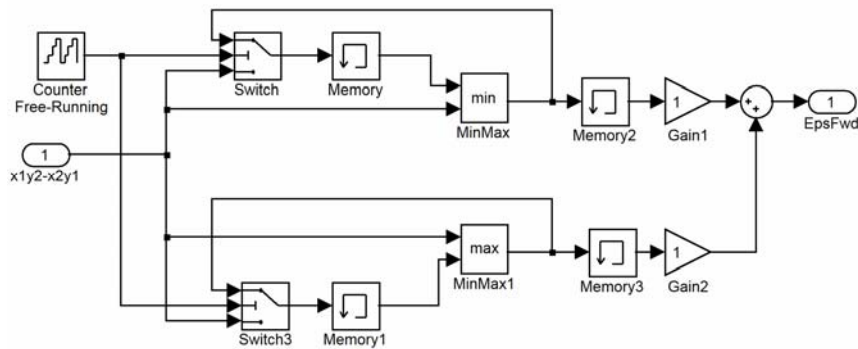 Counter
Free-Running
Switch
Memory
min
MinMax
Memory2
1
Gain1
1
EpsFwd
1
x1y2-x2y1
max
MinMax1
Memory3
1
Gain2
Switch3
Memory1
+
+